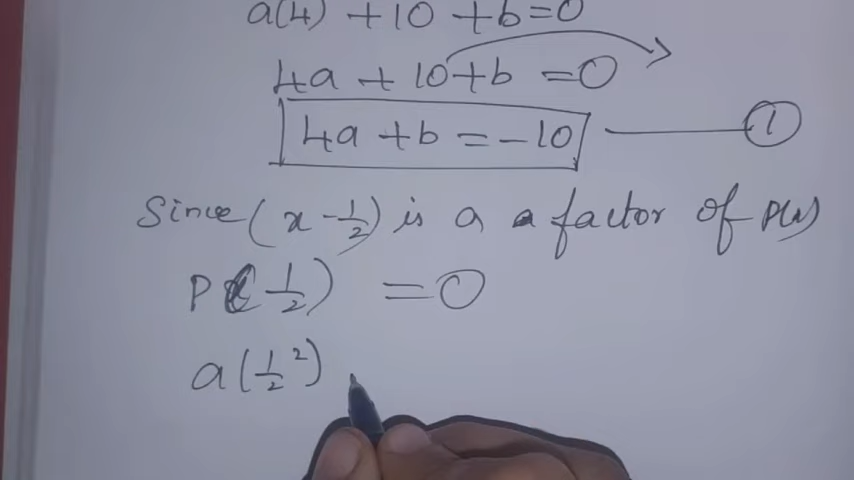 a(4) + 10 + b = 0
4a + 10 + b = 0
4a + b = -10 ——— ①
Since (x - 1/2) is a a factor of P(x)
P(1/2) = 0
a(1/2²)